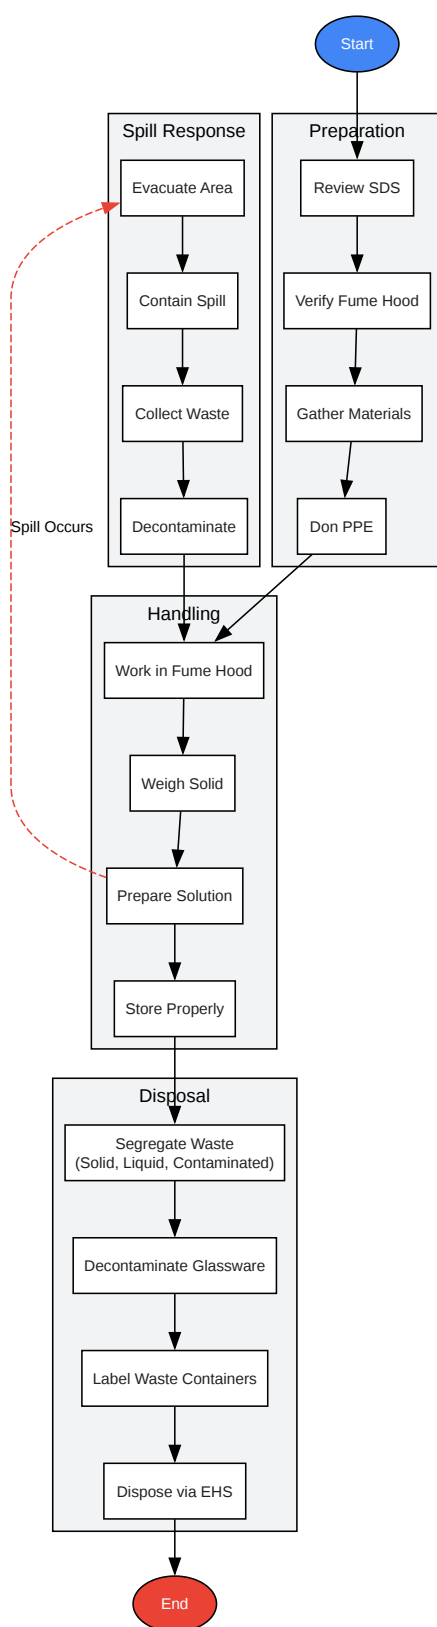 Start
Spill Response
Preparation
Evacuate Area
Review SDS
Contain Spill
Verify Fume Hood
Collect Waste
Gather Materials
Spill Occurs
Decontaminate
Don PPE
Handling
Work in Fume Hood
Weigh Solid
Prepare Solution
Store Properly
Disposal
Segregate Waste
(Solid, Liquid, Contaminated)
Decontaminate Glassware
Label Waste Containers
Dispose via EHS
End